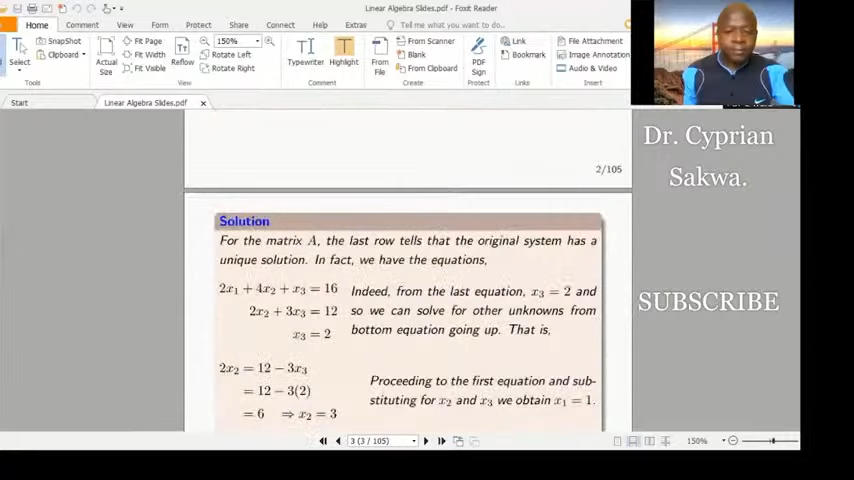 Linear Algebra Slides.pdf - Foxit Reader
Home Comment View Form Protect Share Connect Help Extras Tell me what you want to do..
SnapShot
Clipboard
Select
Tools
Actual Size
Fit Page
Fit Width
Fit Visible
Reflow
150%
Rotate Left
Rotate Right
View
Typewriter Highlight
Comment
From File
From Scanner
Blank
From Clipboard
Create
PDF Sign
Protect
Link
Bookmark
Links
File Attachment
Image Annotation
Audio & Video
Insert
Start Linear Algebra Slides.pdf
2/105
Solution
For the matrix A, the last row tells that the original system has a
unique solution. In fact, we have the equations,
2x₁ + 4x₂ + x₃ = 16
2x₂ + 3x₃ = 12
x₃ = 2
Indeed, from the last equation, x₃ = 2 and
so we can solve for other unknowns from
bottom equation going up. That is,
2x₂ = 12 − 3x₃
= 12 − 3(2)
= 6 ⇒ x₂ = 3
Proceeding to the first equation and sub-
stituting for x₂ and x₃ we obtain x₁ = 1.
3 (3 / 105)
150%
Dr. Cyprian
Sakwa.
SUBSCRIBE